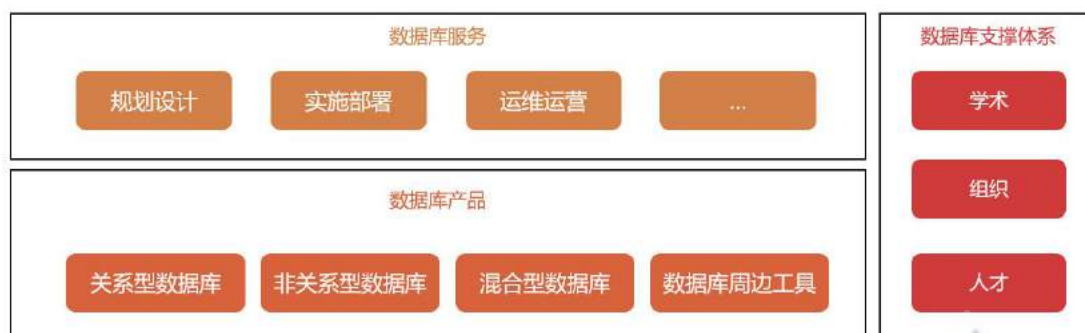 数据库服务
规划设计
实施部署
运维运营
...
数据库产品
关系型数据库
非关系型数据库
混合型数据库
数据库周边工具
数据库支撑体系
学术
组织
人才